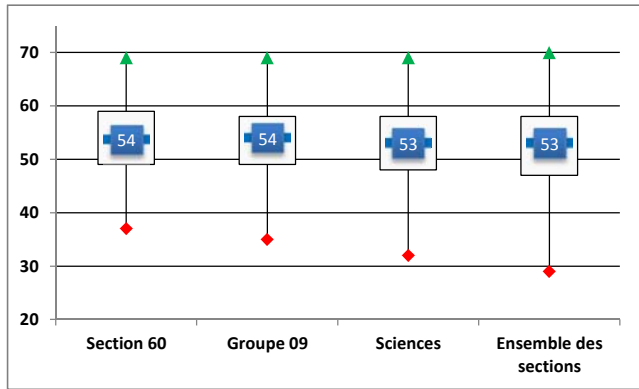 70
60
50
40
30
20
54
54
53
53
Section 60
Groupe 09
Sciences
Ensemble des
sections